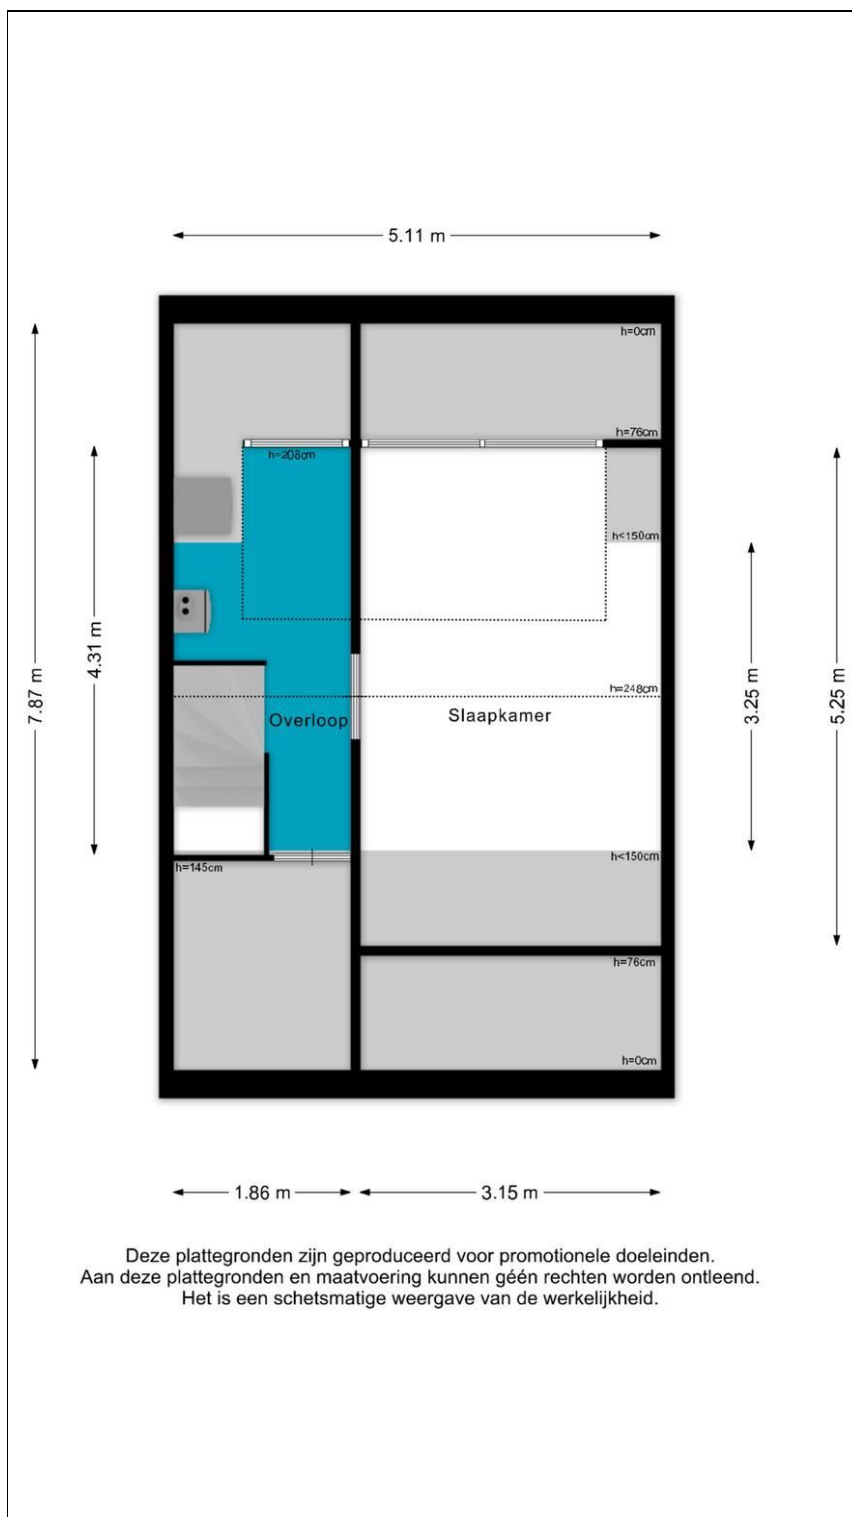 5.11 m
h=0cm
h=76cm
h=208cm
h<150cm
4.31 m
7.87 m
3.25 m
5.25 m
h=248cm
Overloop
Slaapkamer
h<150cm
h=145cm
h=76cm
h=0cm
1.86 m
3.15 m
Deze plattegronden zijn geproduceerd voor promotionele doeleinden.
Aan deze plattegronden en maatvoering kunnen géén rechten worden ontleend.
Het is een schetsmatige weergave van de werkelijkheid.